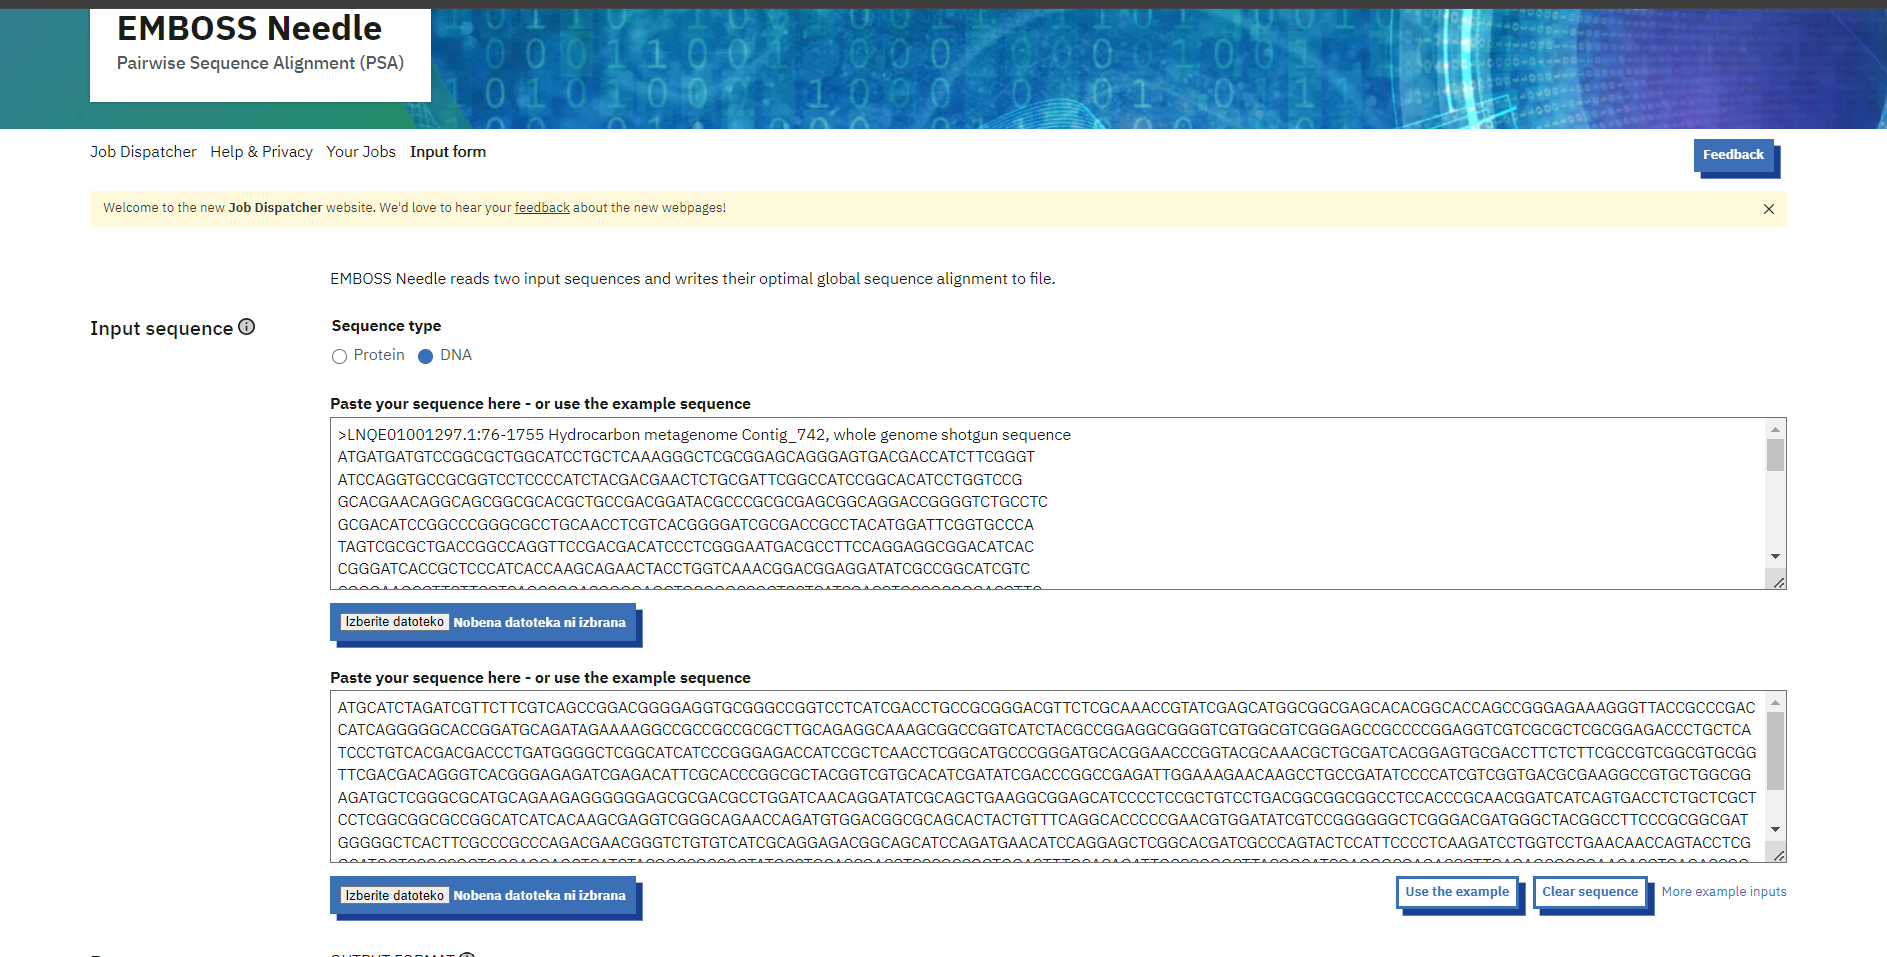 EMBOSS Needle
Pairwise Sequence Alignment (PSA)
Job Dispatcher Help & Privacy Your Jobs Input form
Feedback
Welcome to the new Job Dispatcher website. We'd love to hear your feedback about the new webpages!
EMBOSS Needle reads two input sequences and writes their optimal global sequence alignment to file.
Input sequence
Sequence type
Protein DNA
Paste your sequence here - or use the example sequence
>LNQE01001297.1:76-1755 Hydrocarbon metagenome Contig_742, whole genome shotgun sequence
ATGATGATGTCCGGCGCTGGCATCCTGCTCAAAGGGCTCGCGGAGCAGGGAGTGACGACCATCTTCGGGT
ATCCAGGTGCCGCGGTCCTCCCCATCTACGACGAACTCTGCGATTCGGCCATCCGGCACATCCTGGTCCG
GCACGAACAGGCAGCGGCGCACGCTGCCGACGGATACGCCCGCGCGAGCGGCAGGACCGGGGTCTGCCTC
GCGACATCCGGCCCGGGCGCCTGCAACCTCGTCACGGGGATCGCGACCGCCTACATGGATTCGGTGCCCA
TAGTCGCGCTGACCGGCCAGGTTCCGACGACATCCCTCGGGAATGACGCCTTCCAGGAGGCGGACATCAC
CGGGATCACCGCTCCCATCACCAAGCAGAACTACCTGGTCAAACGGACGGAGGATATCGCCGGCATCGTC
Izberite datoteko Nobena datoteka ni izbrana
Paste your sequence here - or use the example sequence
ATGCATCTAGATCGTTCTTCGTCAGCCGGACGGGGAGGTGCGGGCCGGTCCTCATCGACCTGCCGCGGGACGTTCTCGCAAACCGTATCGAGCATGGCGGCGAGCACACGGCACCAGCCGGGAGAAAGGGTTACCGCCCGAC
CATCAGGGGGCACCGGATGCAGATAGAAAAGGCCGCCGCCGCGCTTGCAGAGGCAAAGCGGCCGGTCATCTACGCCGGAGGCGGGGTCGTGGCGTCGGGAGCCGCCCCGGAGGTCGTCGCGCTCGCGGAGACCCTGCTCA
TCCCTGTCACGACGACCCTGATGGGGCTCGGCATCATCCCGGGAGACCATCCGCTCAACCTCGGCATGCCCGGGATGCACGGAACCCGGTACGCAAACGCTGCGATCACGGAGTGCGACCTTCTCTTCGCCGTCGGCGTGCGG
TTCGACGACAGGGTCACGGGAGAGATCGAGACATTCGCACCCGGCGCTACGGTCGTGCACATCGATATCGACCCGGCCGAGATTGGAAAGAACAAGCCTGCCGATATCCCCATCGTCGGTGACGCGAAGGCCGTGCTGGCGG
AGATGCTCGGGCGCATGCAGAAGAGGGGGGAGCGCGACGCCTGGATCAACAGGATATCGCAGCTGAAGGCGGAGCATCCCCTCCGCTGTCCTGACGGCGGCGGCCTCCACCCGCAACGGATCATCAGTGACCTCTGCTCGCT
CCTCGGCGGCGCCGGCATCATCACAAGCGAGGTCGGGCAGAACCAGATGTGGACGGCGCAGCACTACTGTTTCAGGCACCCCCGAACGTGGATATCGTCCGGGGGGCTCGGGACGATGGGCTACGGCCTTCCCGCGGCGAT
GGGGGCTCACTTCGCCCGCCCAGACGAACGGGTCTGTGTCATCGCAGGAGACGGCAGCATCCAGATGAACATCCAGGAGCTCGGCACGATCGCCCAGTACTCCATTCCCCTCAAGATCCTGGTCCTGAACAACCAGTACCTCG
Izberite datoteko Nobena datoteka ni izbrana
Use the example Clear sequence More example inputs
OUTPUT FORMAT